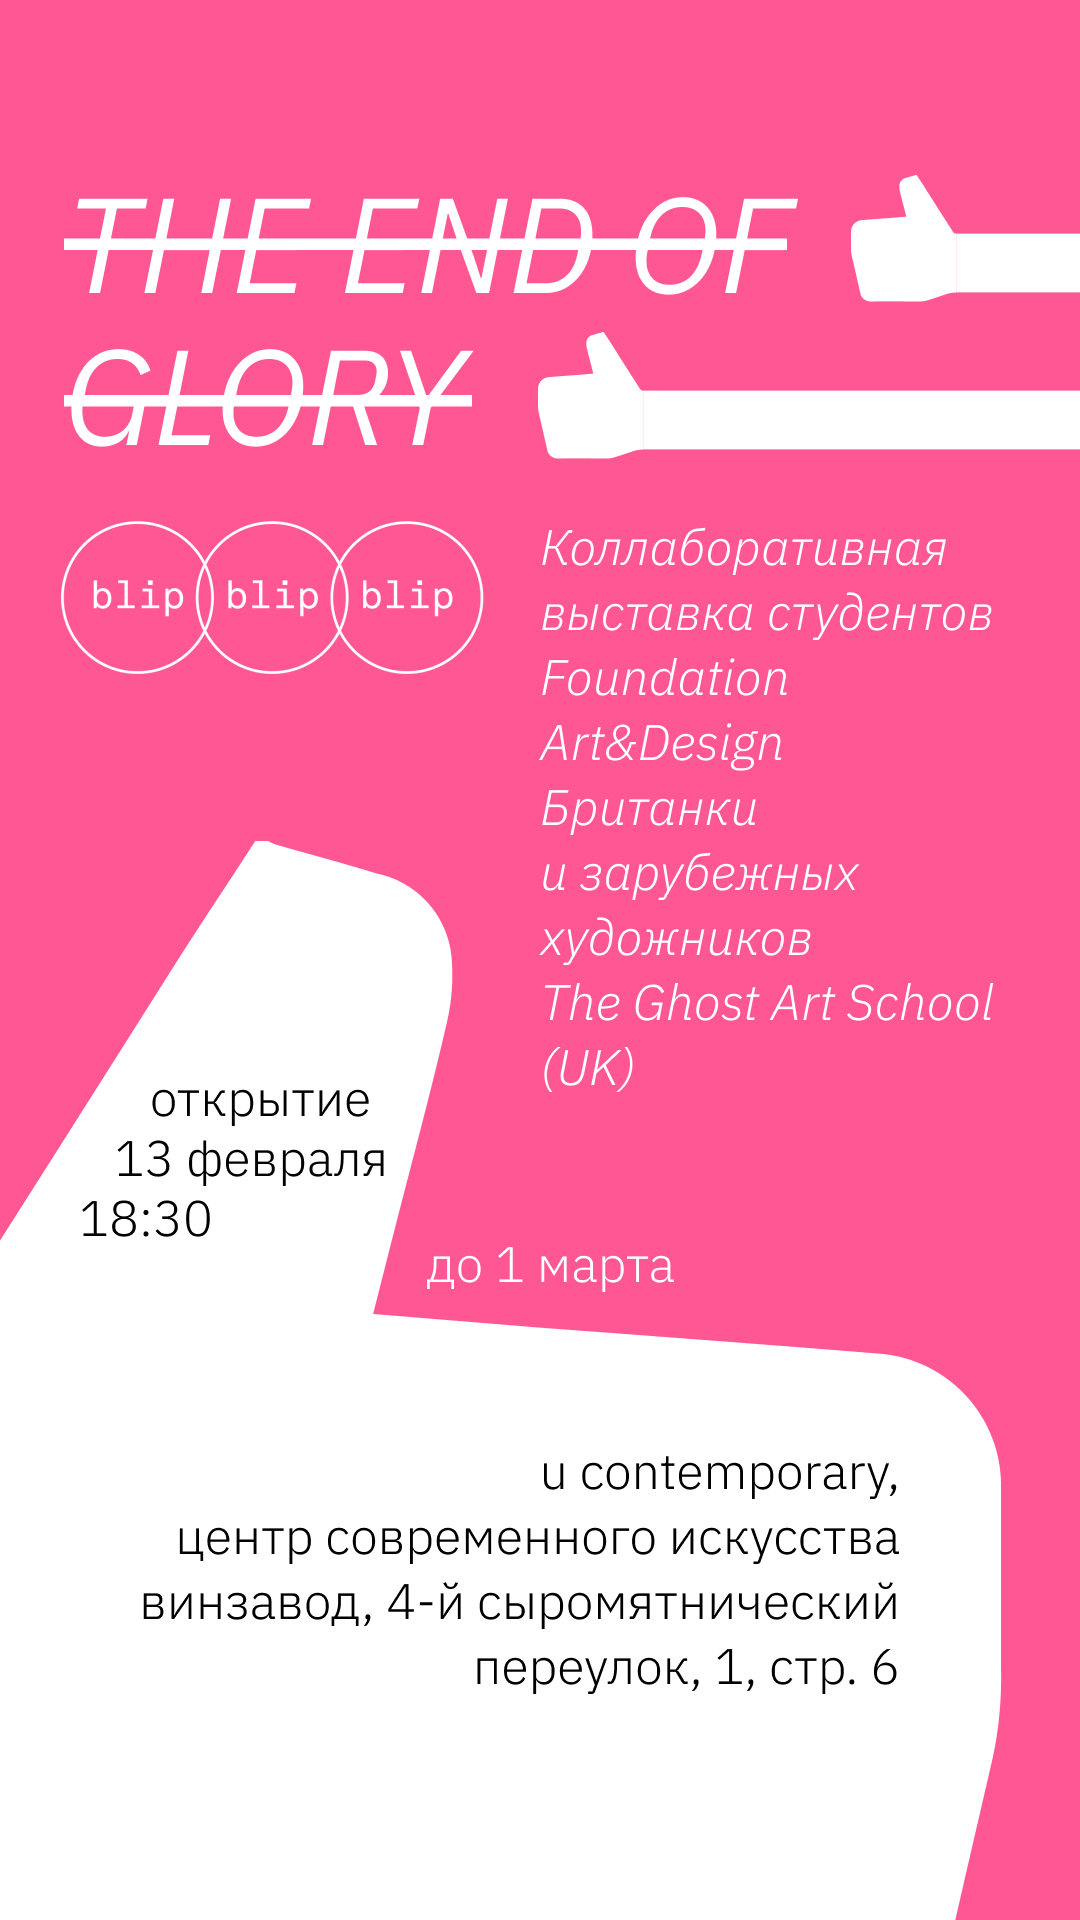 THE END OF
GLORY
blip blip blip
Коллаборативная
выставка студентов
Foundation
Art&Design
Британки
и зарубежных
художников
The Ghost Art School
(UK)
открытие
13 февраля
18:30
до 1 марта
u contemporary,
центр современного искусства
винзавод, 4-й сыромятнический
переулок, 1, стр. 6